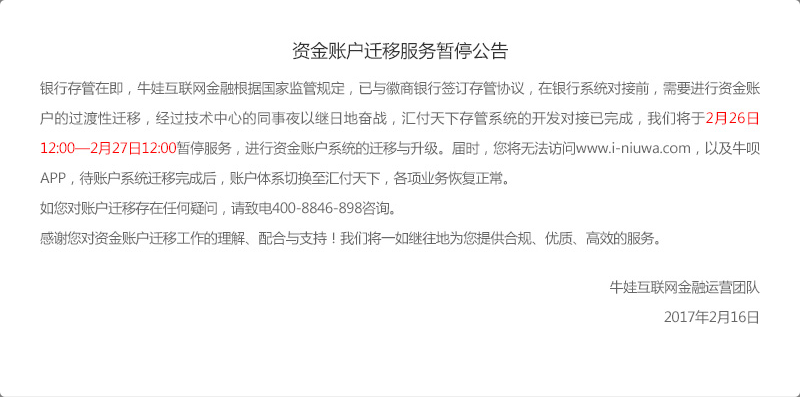 资金账户迁移服务暂停公告
银行存管在即，牛娃互联网金融根据国家监管规定，已与徽商银行签订存管协议，在银行系统对接前，需要进行资金账
户的过渡性迁移，经过技术中心的同事夜以继日地奋战，汇付天下存管系统的开发对接已完成，我们将于2月26日
12:00—2月27日12:00暂停服务，进行资金账户系统的迁移与升级。届时，您将无法访问www.i-niuwa.com，以及牛呗
APP，待账户系统迁移完成后，账户体系切换至汇付天下，各项业务恢复正常。
如您对账户迁移存在任何疑问，请致电400-8846-898咨询。
感谢您对资金账户迁移工作的理解、配合与支持！我们将一如继往地为您提供合规、优质、高效的服务。
牛娃互联网金融运营团队
2017年2月16日